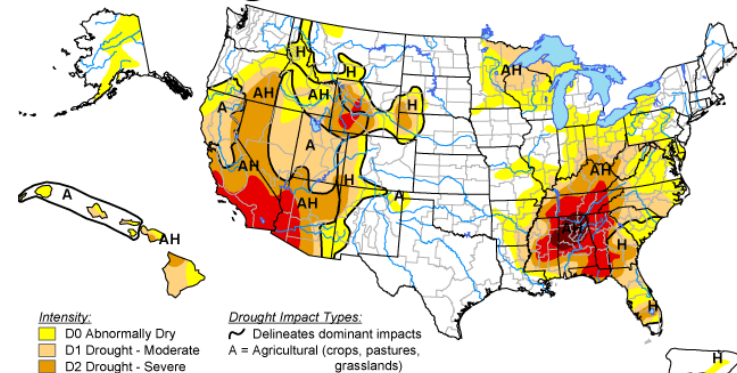 H
H
AH
AH
AH
A
H
A
AH
AH
H
A
AH
A
AH
AH
H
H
Intensity:
D0 Abnormally Dry
D1 Drought - Moderate
D2 Drought - Severe
Drought Impact Types:
Delineates dominant impacts
A = Agricultural (crops, pastures,
grasslands)
H